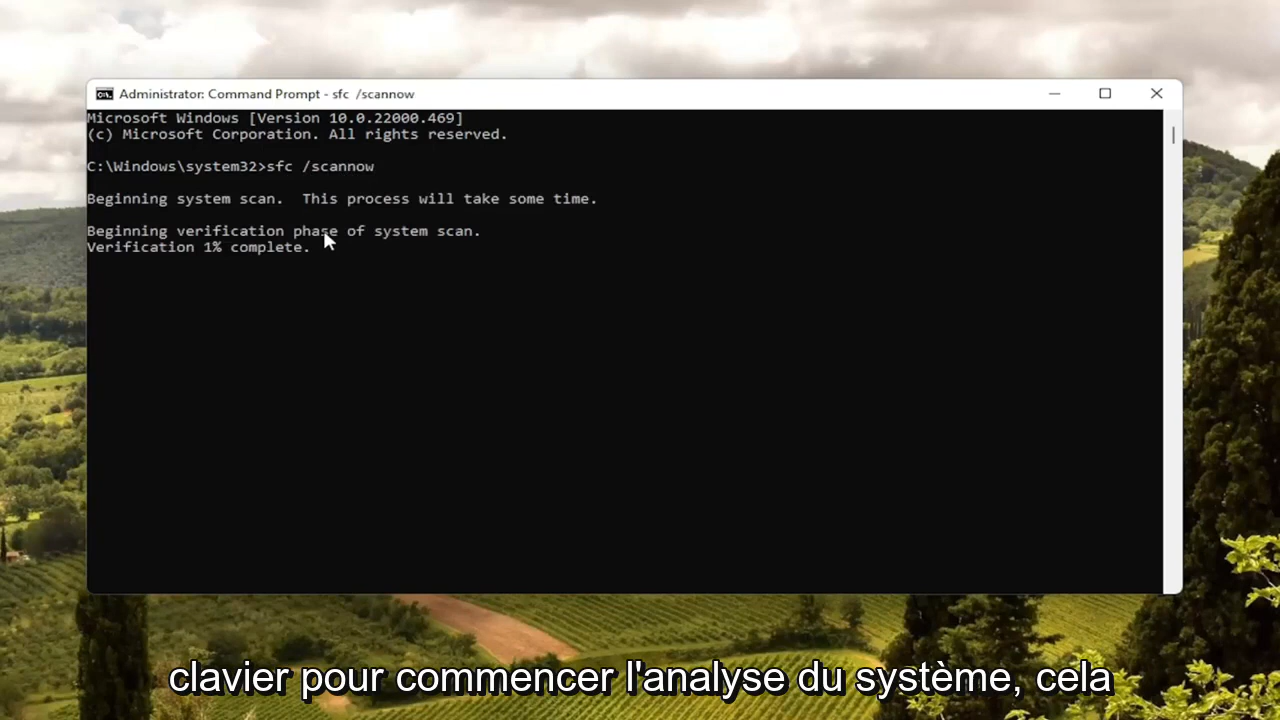 Administrator: Command Prompt - sfc  /scannow
Microsoft Windows [Version 10.0.22000.469]
(c) Microsoft Corporation. All rights reserved.
C:\Windows\system32>sfc /scannow
Beginning system scan.  This process will take some time.
Beginning verification phase of system scan.
Verification 1% complete.
clavier pour commencer l'analyse du système, cela